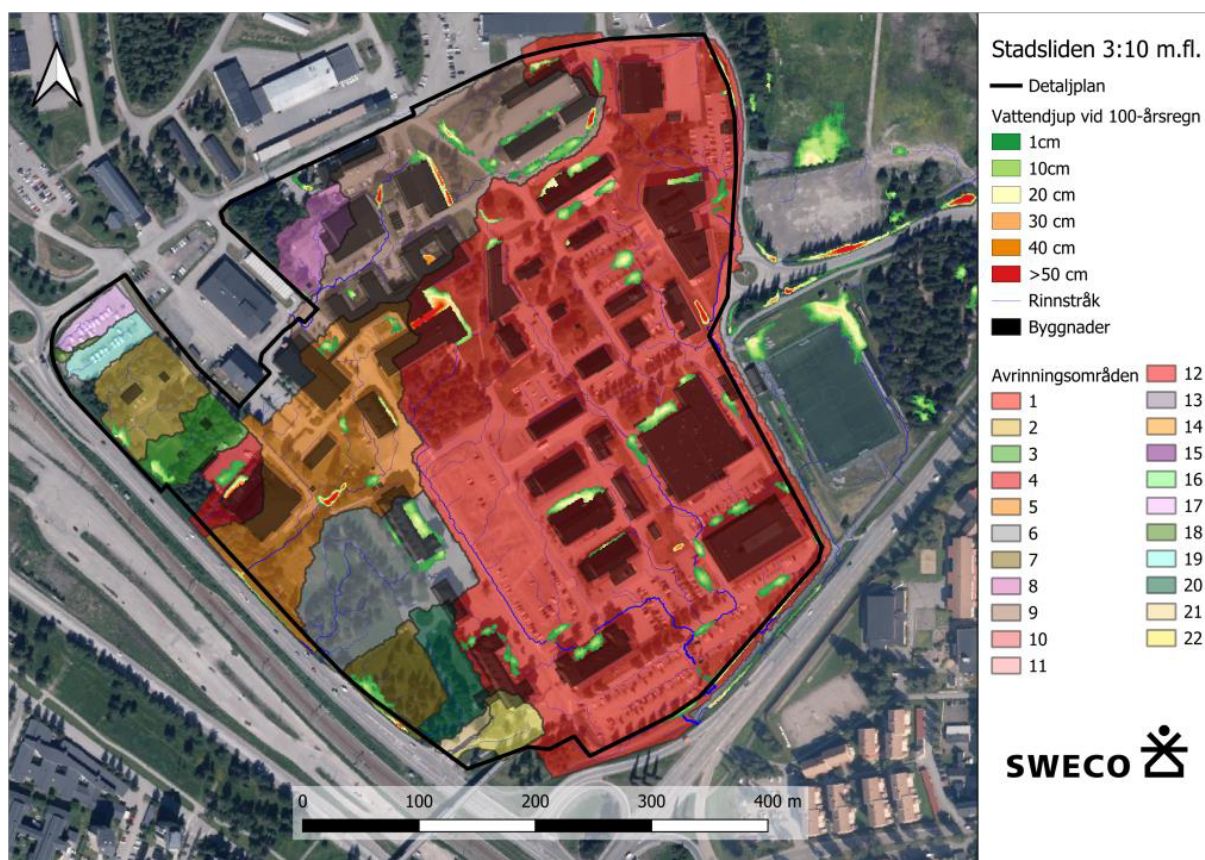 Stadsliden 3:10 m.fl.
Detaljplan
Vattendjup vid 100-årsregn
1cm
10cm
20 cm
30 cm
40 cm
>50 cm
Rinnstråk
Byggnader
Avrinningsområden
1
2
3
4
5
6
7
8
9
10
11
12
13
14
15
16
17
18
19
20
21
22
SWECO
0 100 200 300 400 m